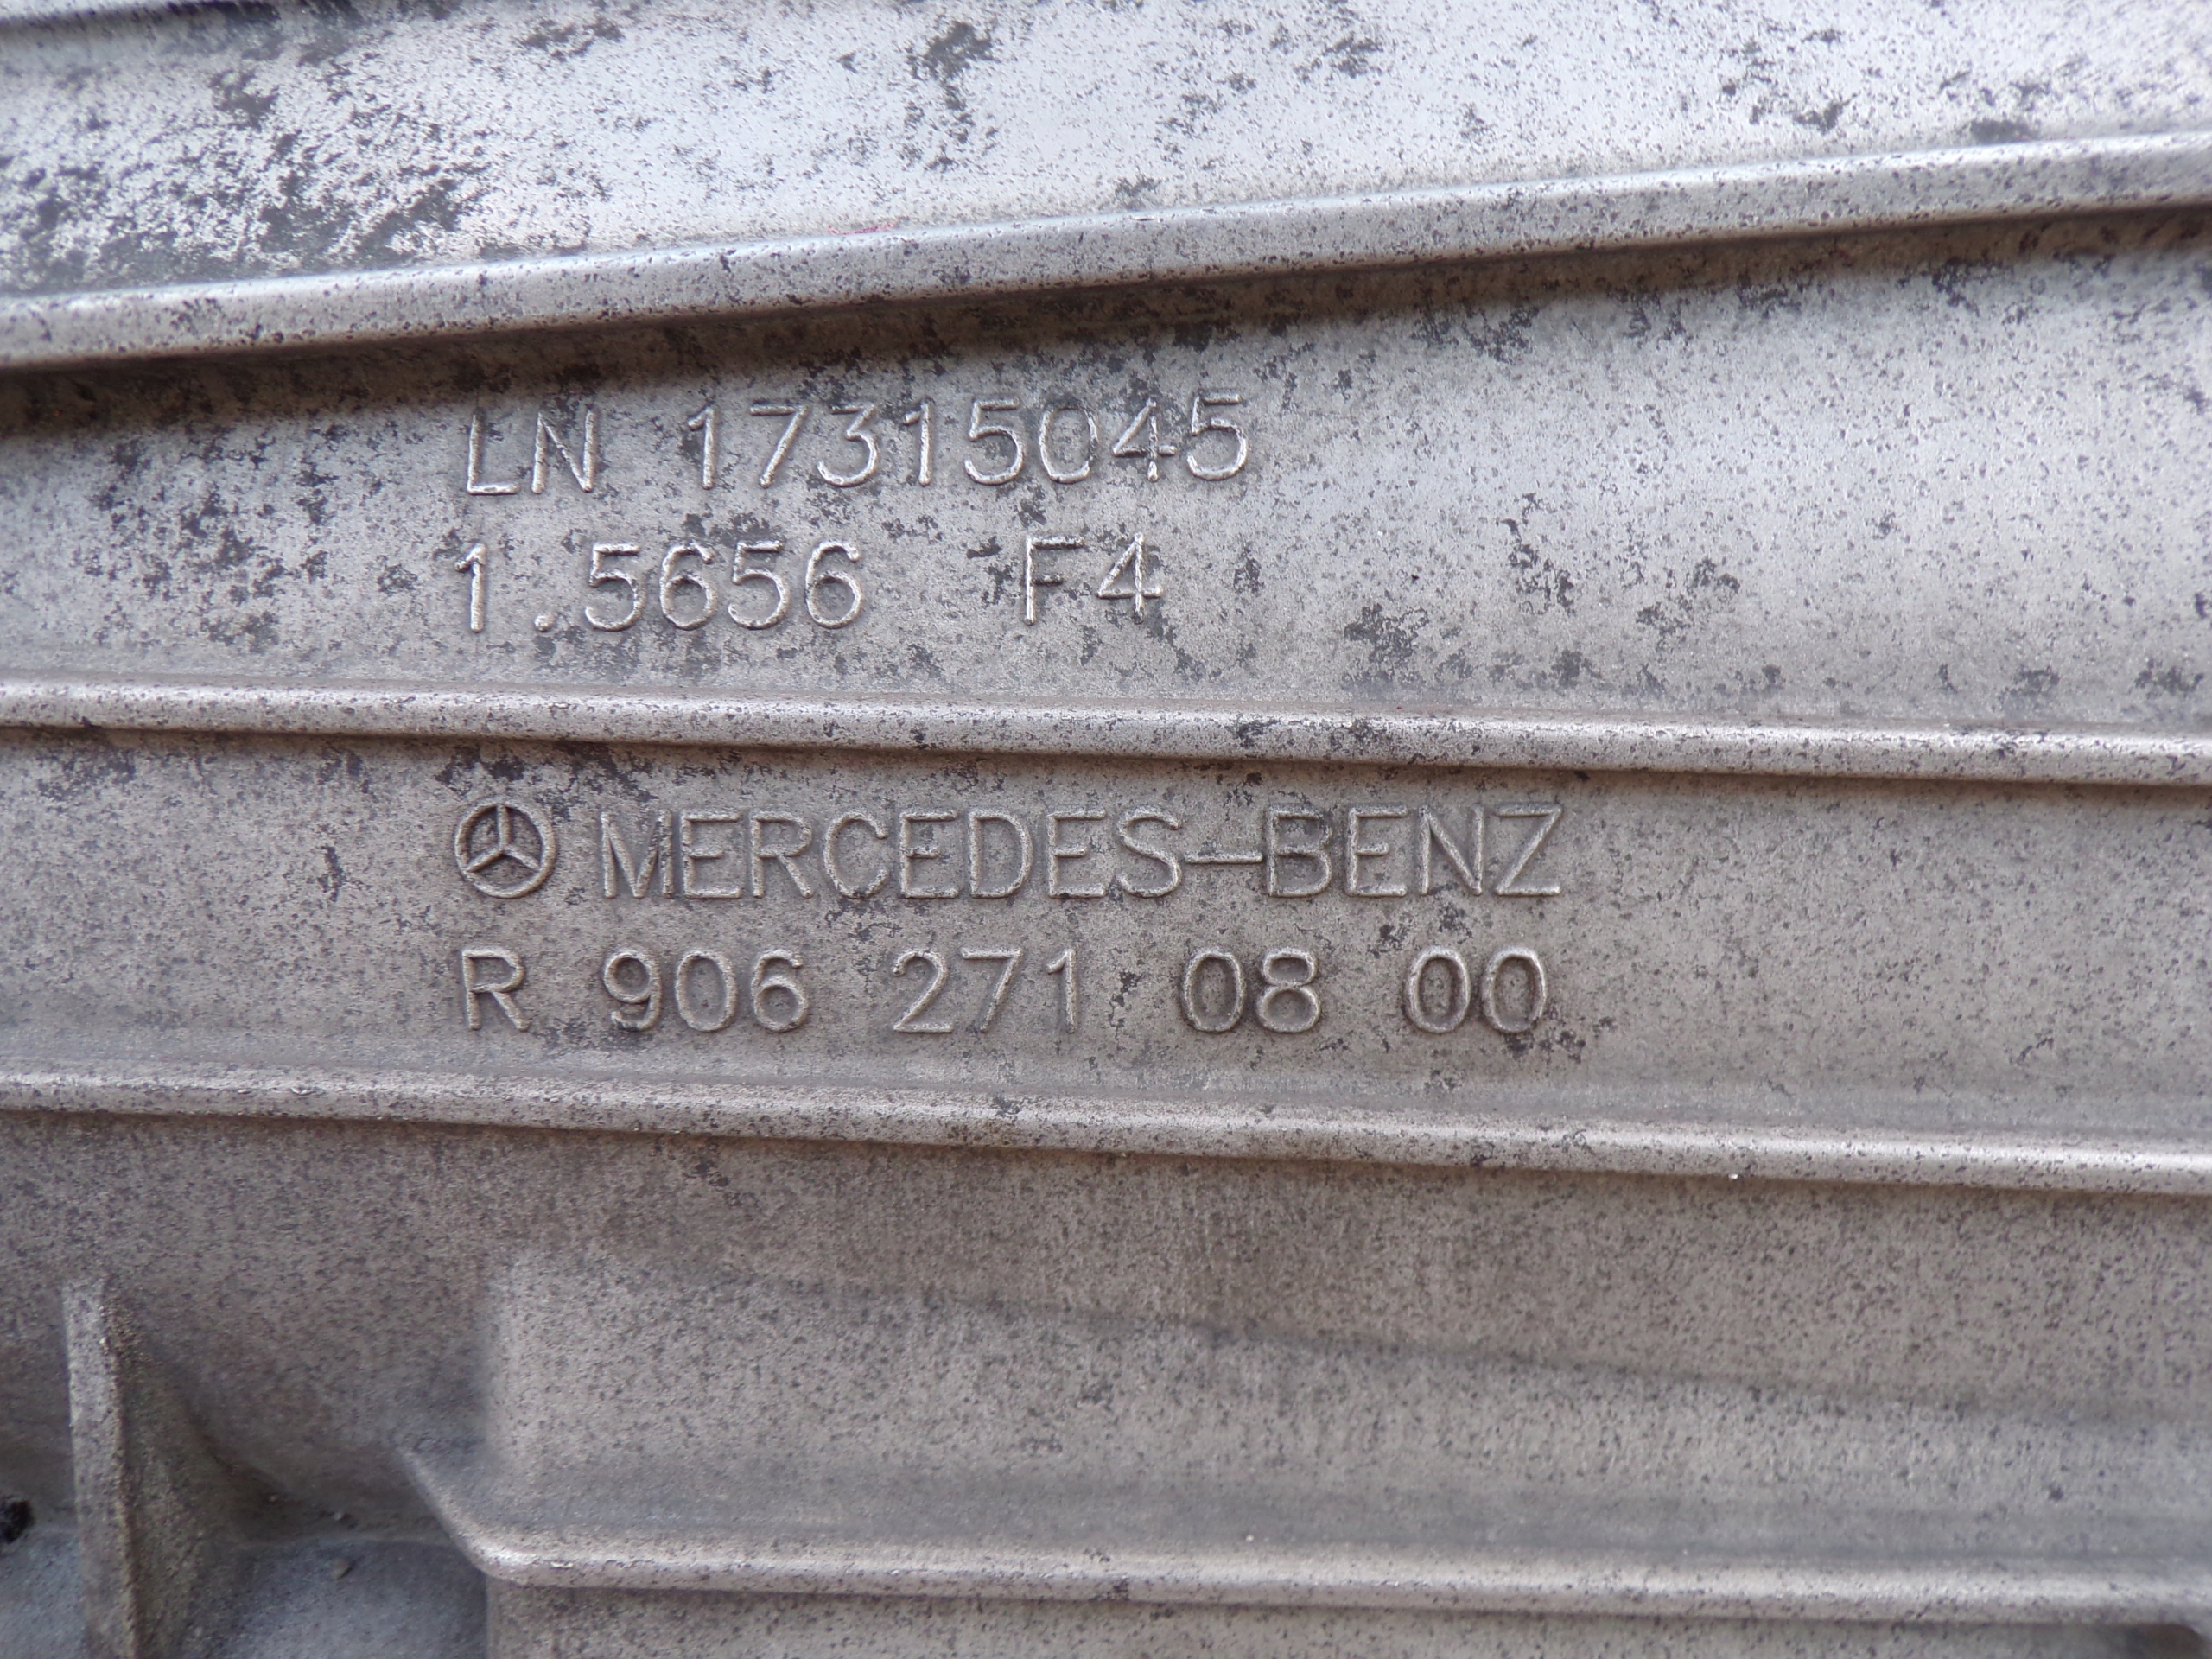 LN 17315045
1.5656 F4
MERCEDES-BENZ
R 906 271 08 00